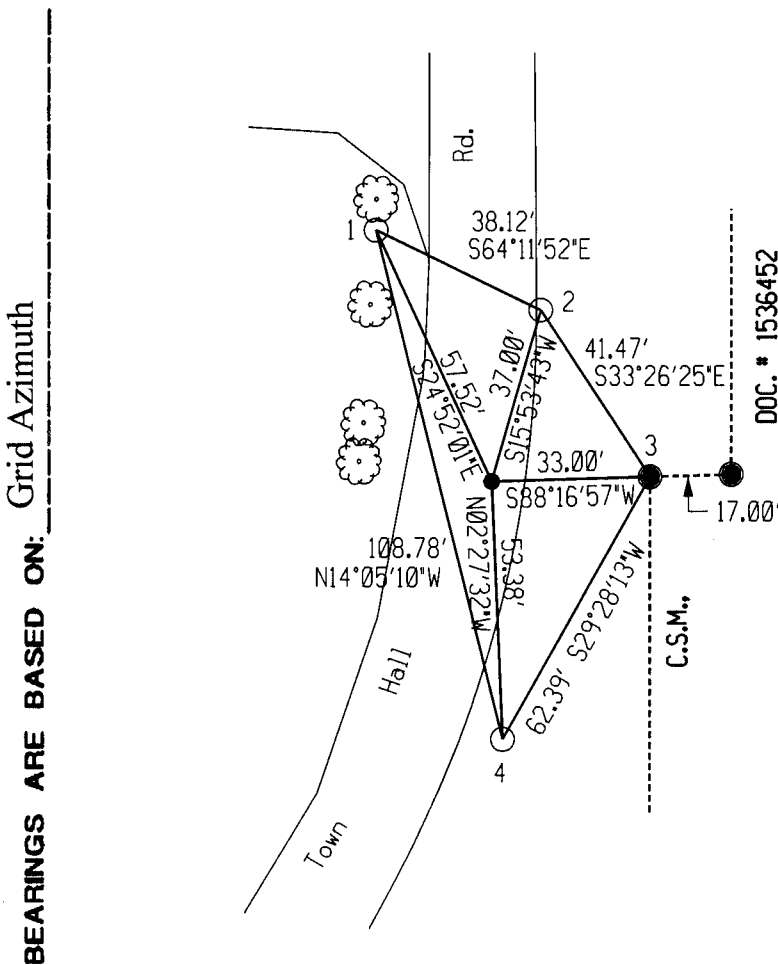 BEARINGS ARE BASED ON: Grid Azimuth
Rd.
1
38.12'
S64°11'52"E
2
57.52'
S24°52'01"E
37.00'
S15°53'43"W
41.47'
S33°26'25"E
DOC. # 1536452
33.00'
S88°16'57"W
3
17.00'
108.78'
N14°05'10"W
N02°27'32"W
53.38'
62.39' S29°28'13"W
C.S.M.,
Hall
4
Town